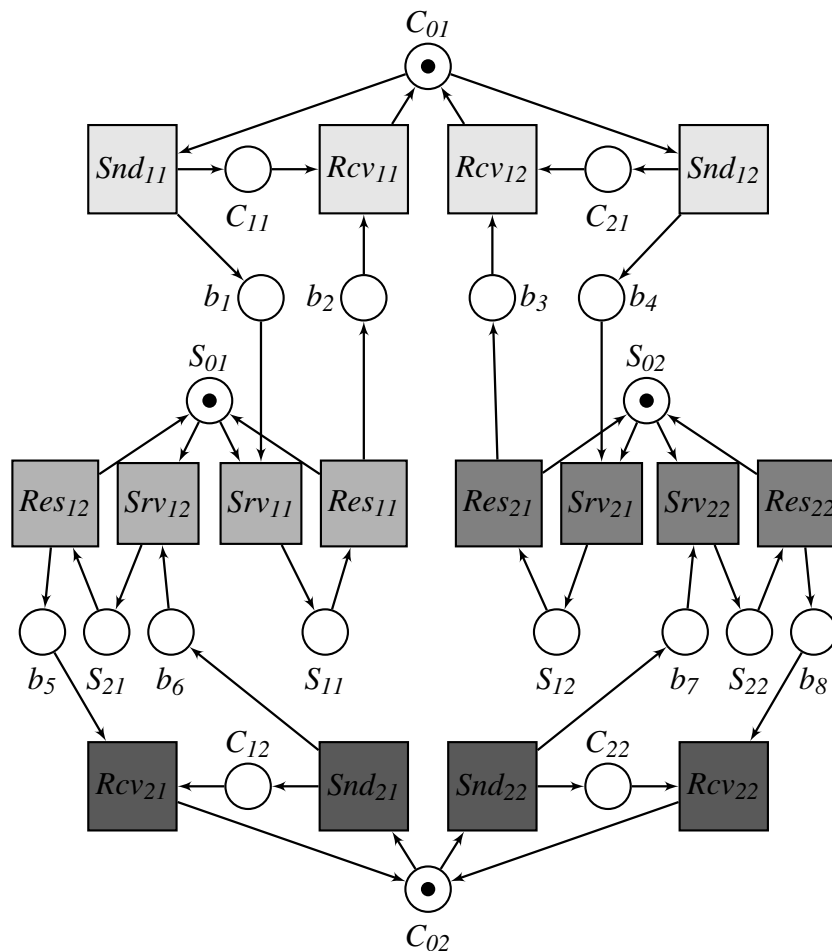 C01
Snd11 Rcv11 Rcv12 Snd12
C11 C21
b1 b2 b3 b4
S01 S02
Res12 Srv12 Srv11 Res11 Res21 Srv21 Srv22 Res22
b5 S21 b6 S11 S12 b7 S22 b8
C12 C22
Rcv21 Snd21 Snd22 Rcv22
C02